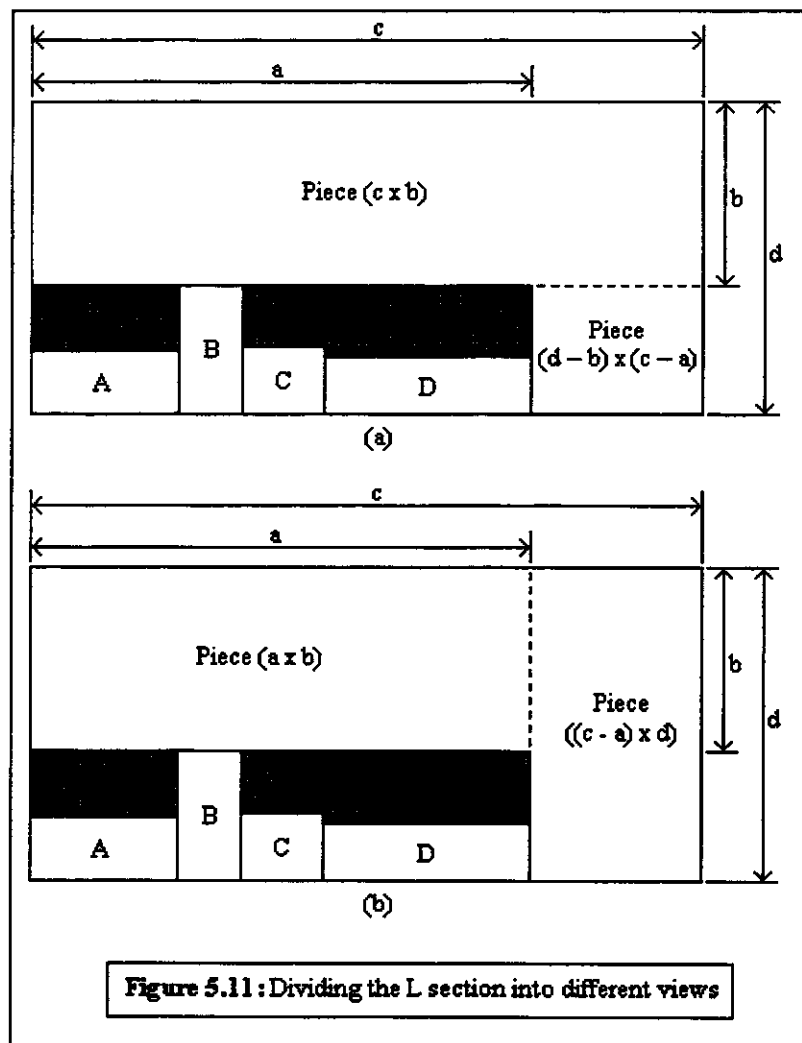 c
a
Piece (c x b)
b
d
B
Piece
(d – b) x (c – a)
A
C
D
(a)
c
a
Piece (a x b)
b
Piece
((c - a) x d)
d
B
A
C
D
(b)
Figure 5.11: Dividing the L section into different views